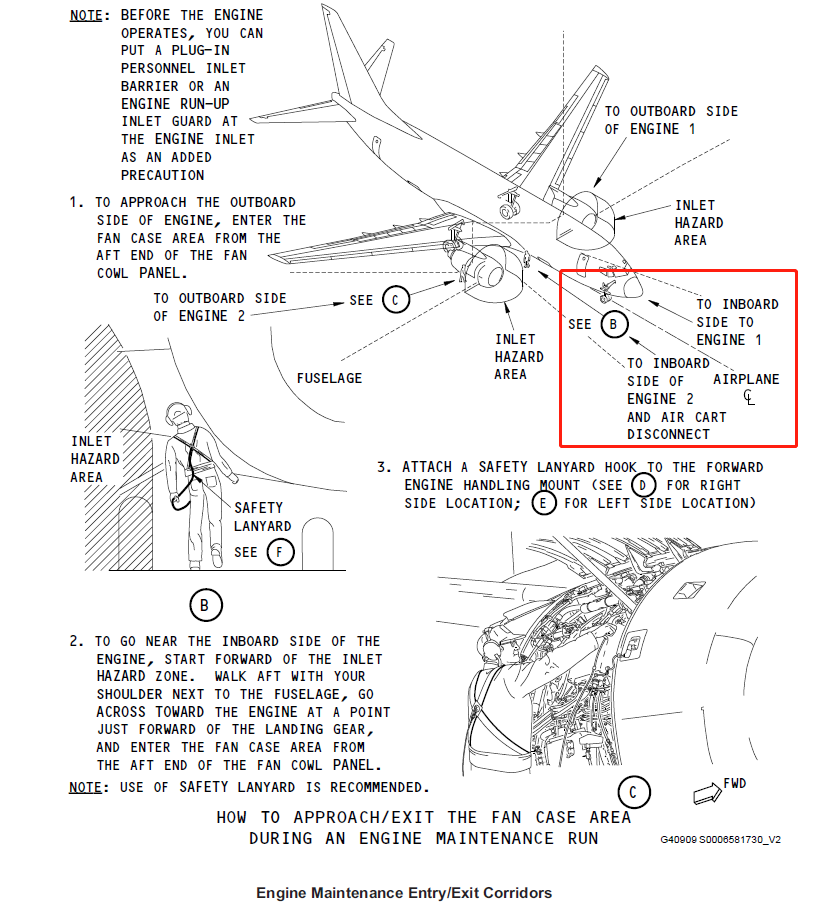 NOTE: BEFORE THE ENGINE
OPERATES, YOU CAN
PUT A PLUG-IN
PERSONNEL INLET
BARRIER OR AN
ENGINE RUN-UP
INLET GUARD AT
THE ENGINE INLET
AS AN ADDED
PRECAUTION
TO OUTBOARD SIDE
OF ENGINE 1
1. TO APPROACH THE OUTBOARD
SIDE OF ENGINE, ENTER THE
FAN CASE AREA FROM THE
AFT END OF THE FAN
COWL PANEL.
INLET
HAZARD
AREA
TO OUTBOARD SIDE
OF ENGINE 2
SEE C
SEE B
TO INBOARD
SIDE TO
ENGINE 1
INLET
HAZARD
AREA
TO INBOARD
SIDE OF
ENGINE 2
AND AIR CART
DISCONNECT
AIRPLANE
CL
FUSELAGE
INLET
HAZARD
AREA
SAFETY
LANYARD
SEE F
B
3. ATTACH A SAFETY LANYARD HOOK TO THE FORWARD
ENGINE HANDLING MOUNT (SEE D FOR RIGHT
SIDE LOCATION; E FOR LEFT SIDE LOCATION)
2. TO GO NEAR THE INBOARD SIDE OF THE
ENGINE, START FORWARD OF THE INLET
HAZARD ZONE. WALK AFT WITH YOUR
SHOULDER NEXT TO THE FUSELAGE, GO
ACROSS TOWARD THE ENGINE AT A POINT
JUST FORWARD OF THE LANDING GEAR,
AND ENTER THE FAN CASE AREA FROM
THE AFT END OF THE FAN COWL PANEL.
NOTE: USE OF SAFETY LANYARD IS RECOMMENDED.
C
FWD
HOW TO APPROACH/EXIT THE FAN CASE AREA
DURING AN ENGINE MAINTENANCE RUN
G40909 S0006581730_V2
Engine Maintenance Entry/Exit Corridors